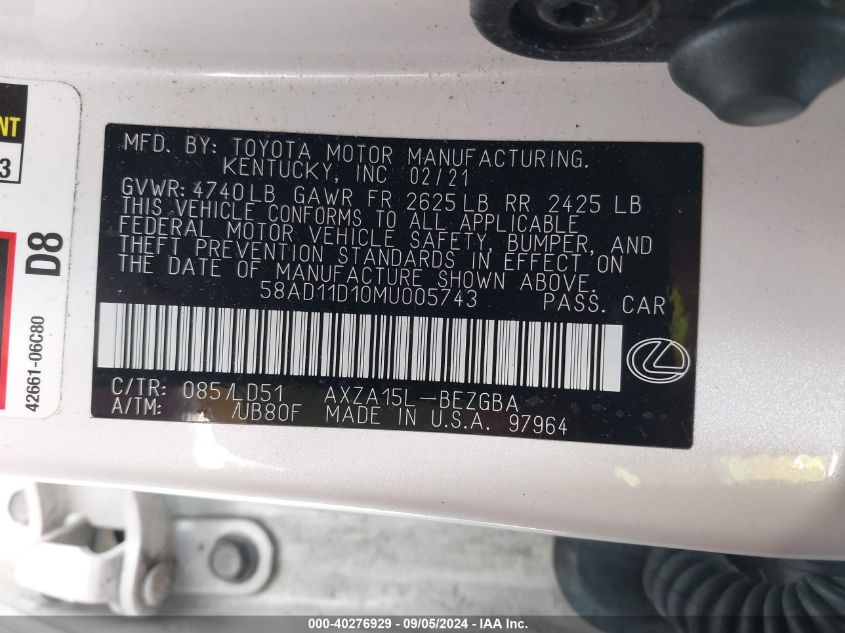 NT
3
D8
42661-06C80
MFD. BY: TOYOTA MOTOR MANUFACTURING.
KENTUCKY, INC 02/21
GVWR: 4740LB GAWR FR 2625LB RR 2425 LB
THIS VEHICLE CONFORMS TO ALL APPLICABLE
FEDERAL MOTOR VEHICLE SAFETY, BUMPER, AND
THEFT PREVENTION STANDARDS IN EFFECT ON
THE DATE OF MANUFACTURE SHOWN ABOVE.
58AD11D10MU005743 PASS. CAR
C/TR: 085/LD51 AXZA15L-BEZGBA
A/TM: /UB80F MADE IN U.S.A. 97964
000-40276929 - 09/05/2024 - IAA Inc.